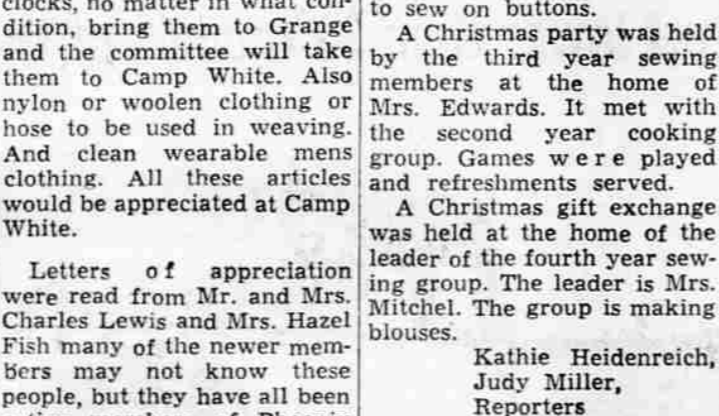 clocks, no matter in what con-
dition, bring them to Grange
and the committee will take
them to Camp White. Also
nylon or woolen clothing or
hose to be used in weaving.
And clean wearable mens
clothing. All these articles
would be appreciated at Camp
White.
Letters of appreciation
were read from Mr. and Mrs.
Charles Lewis and Mrs. Hazel
Fish many of the newer mem-
bers may not know these
people, but they have all been
to sew on buttons.
A Christmas party was held
by the third year sewing
members at the home of
Mrs. Edwards. It met with
the second year cooking
group. Games were played
and refreshments served.
A Christmas gift exchange
was held at the home of the
leader of the fourth year sew-
ing group. The leader is Mrs.
Mitchel. The group is making
blouses.
Kathie Heidenreich,
Judy Miller,
Reporters